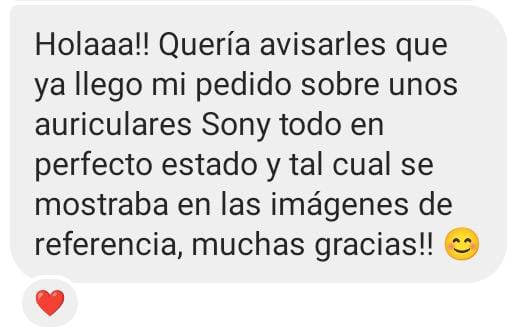 Holaaa!! Quería avisarles que
ya llego mi pedido sobre unos
auriculares Sony todo en
perfecto estado y tal cual se
mostraba en las imágenes de
referencia, muchas gracias!! 😊
❤️